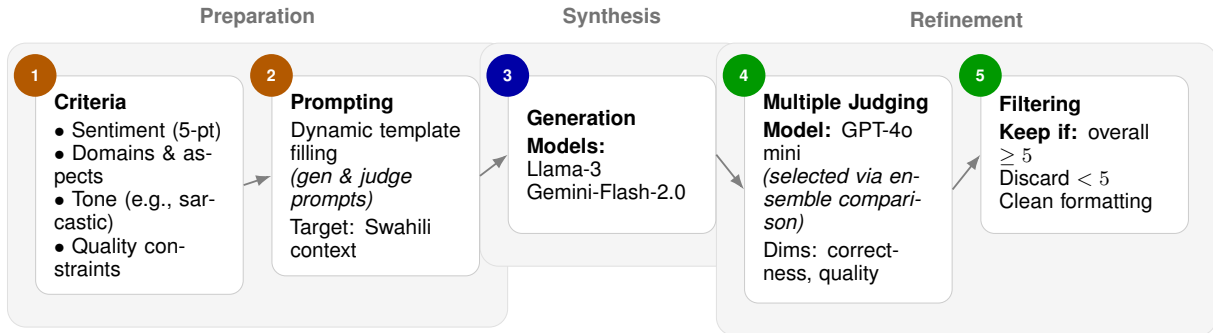 Preparation
Synthesis
Refinement
1
Criteria
• Sentiment (5-pt)
• Domains & as-
pects
• Tone (e.g., sar-
castic)
• Quality con-
straints
2
Prompting
Dynamic template
filling
(gen & judge
prompts)
Target: Swahili
context
3
Generation
Models:
Llama-3
Gemini-Flash-2.0
4
Multiple Judging
Model: GPT-4o
mini
(selected via en-
semble compari-
son)
Dims: correct-
ness, quality
5
Filtering
Keep if: overall
≥ 5
Discard < 5
Clean formatting